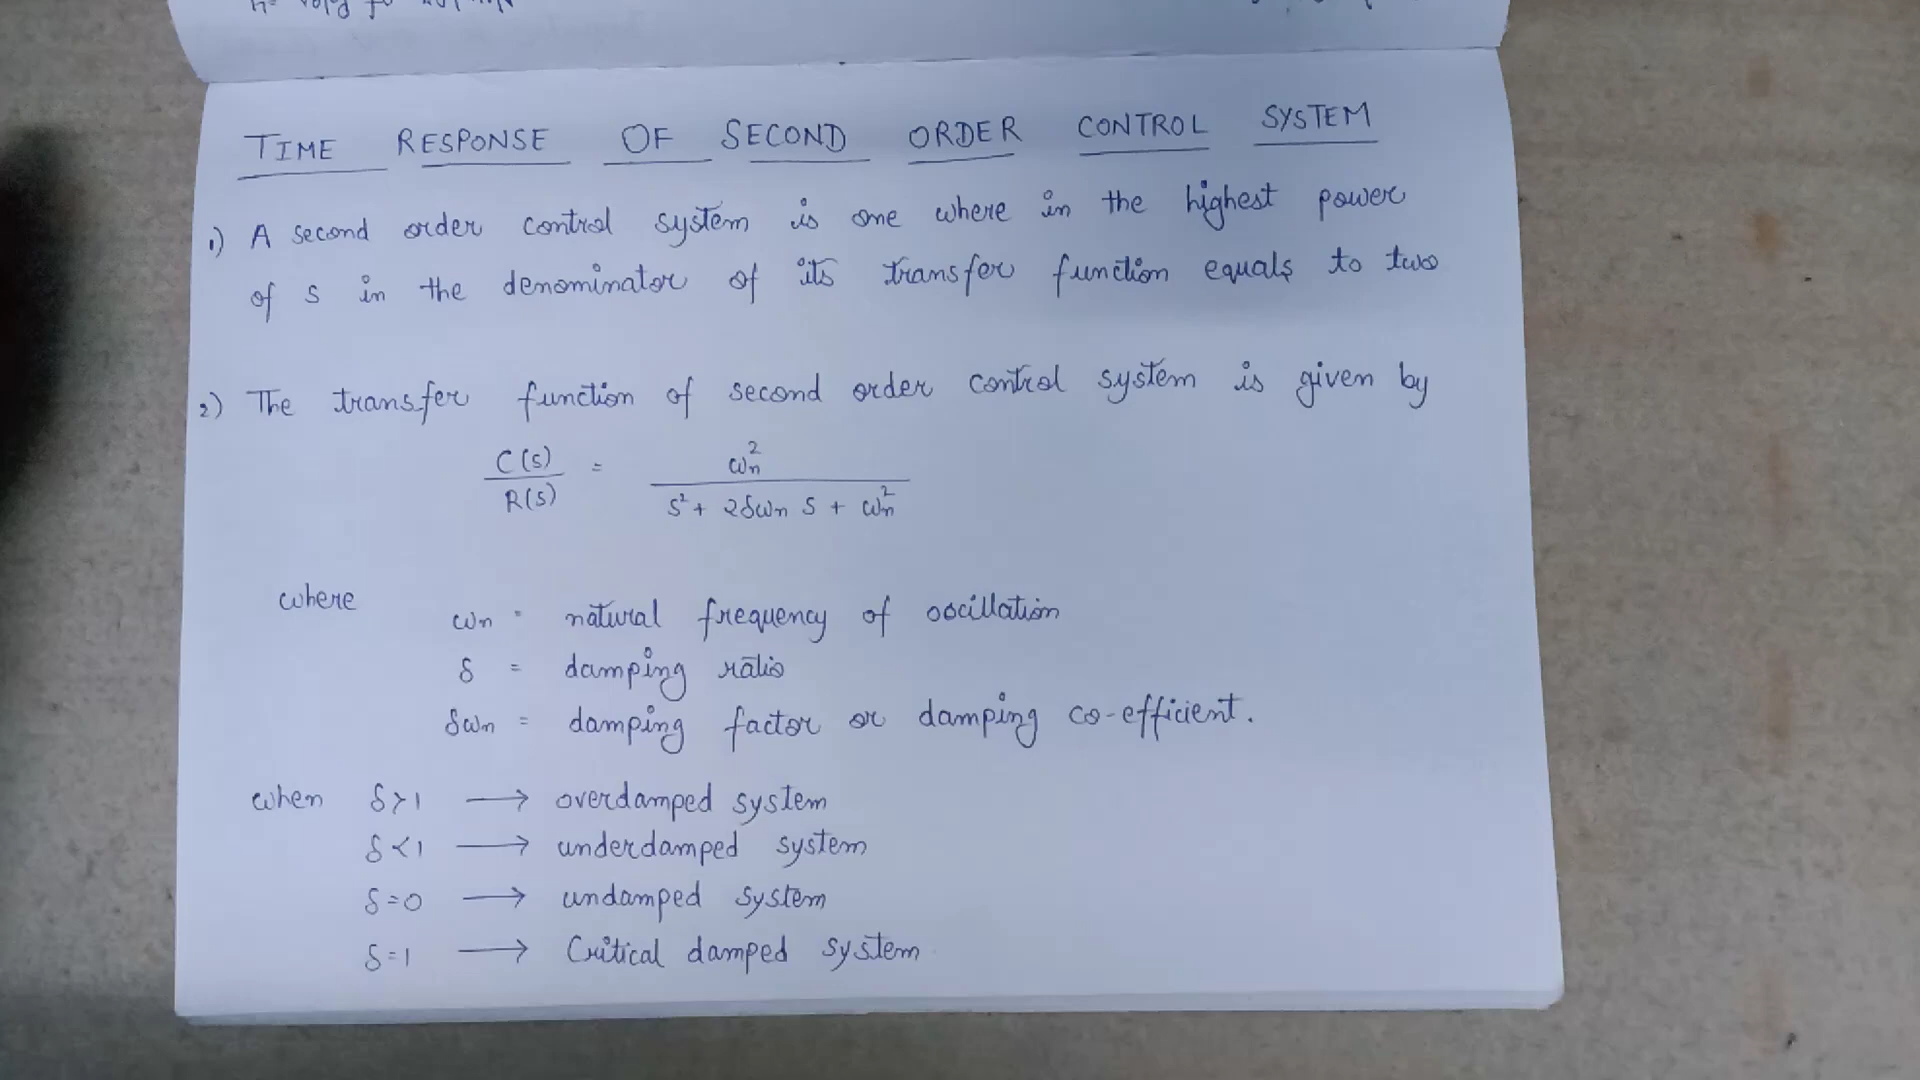 TIME RESPONSE OF SECOND ORDER CONTROL SYSTEM
1) A second order control system is one where in the highest power
of s in the denominator of its transfer function equals to two
2) The transfer function of second order control system is given by
C(s)/R(s) = ωn²/(s² + 2δωn s + ωn²)
where
ωn = natural frequency of oscillation
δ = damping ratio
δωn = damping factor or damping co-efficient.
when δ>1 → overdamped system
δ<1 → underdamped system
δ=0 → undamped system
δ=1 → Critical damped system